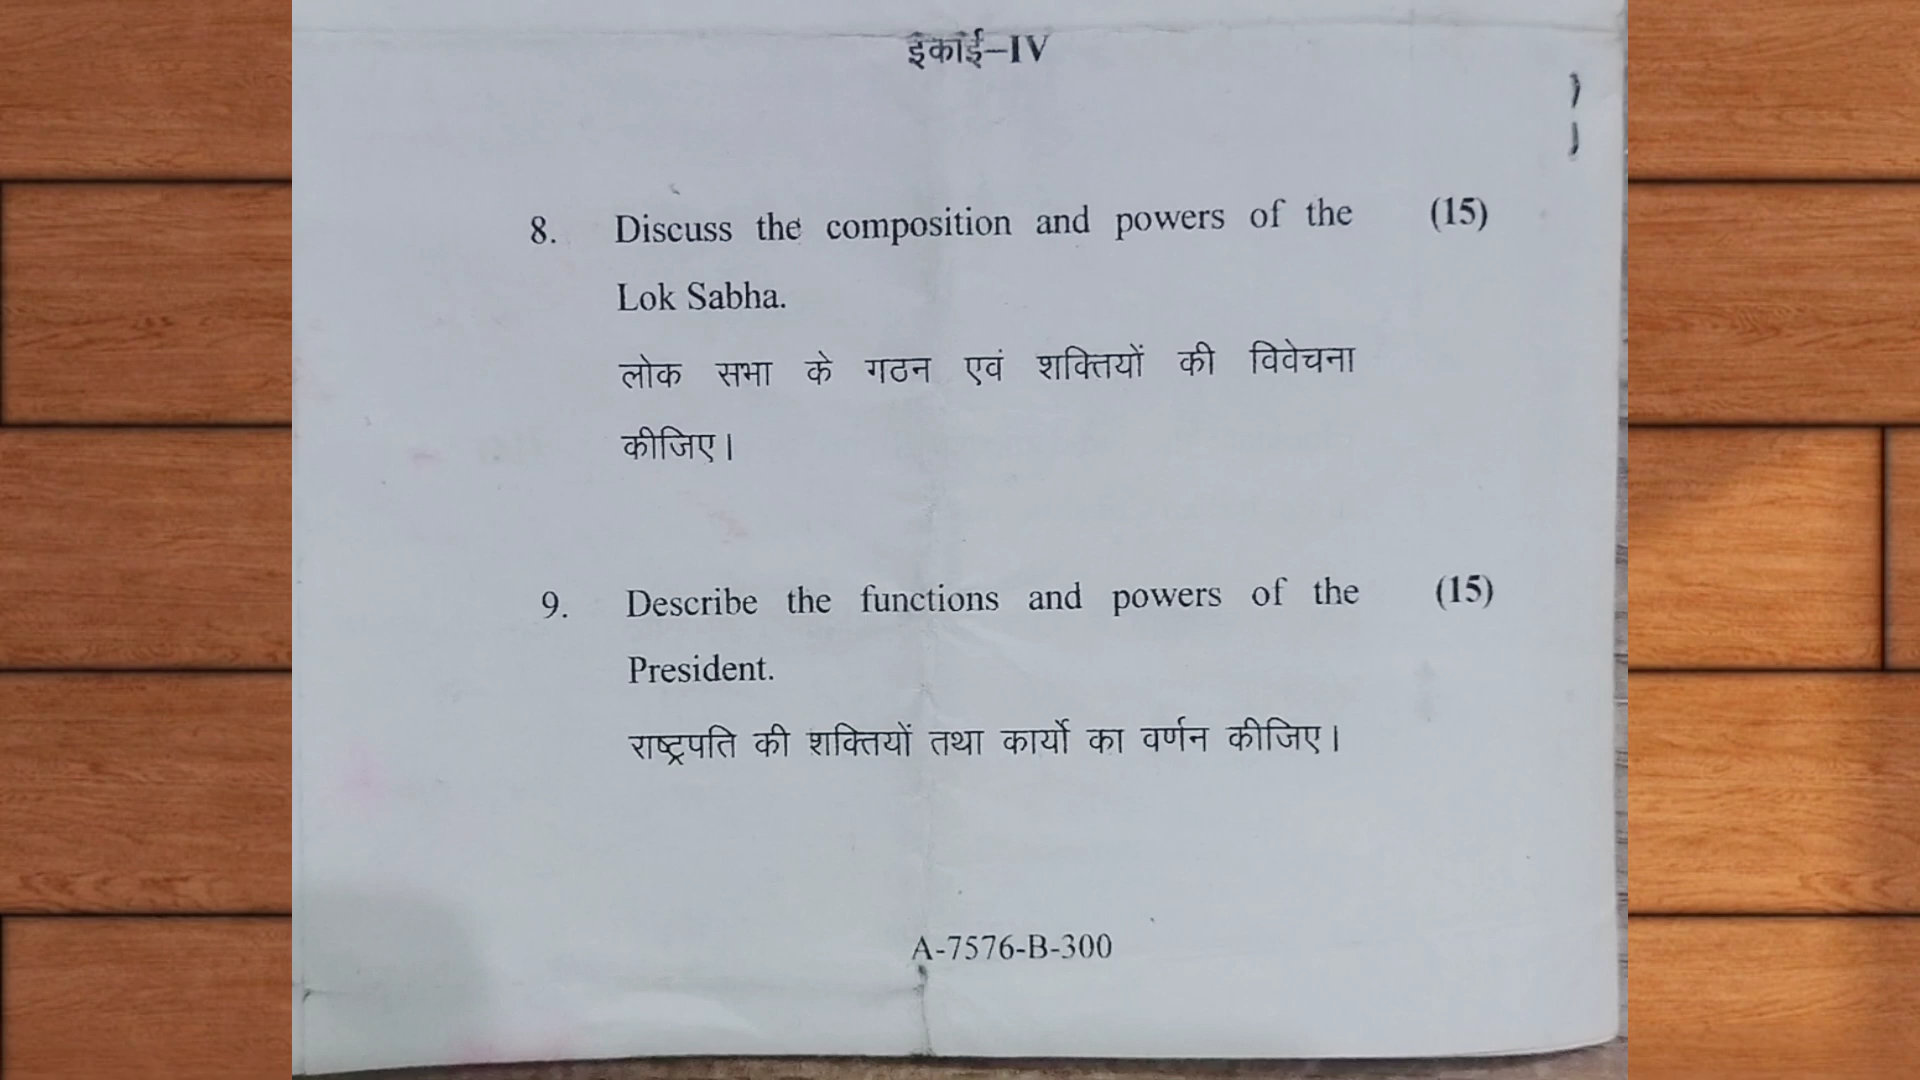 इकाई–IV
8. Discuss the composition and powers of the (15)
Lok Sabha.
लोक सभा के गठन एवं शक्तियों की विवेचना
कीजिए।
9. Describe the functions and powers of the (15)
President.
राष्ट्रपति की शक्तियों तथा कार्यो का वर्णन कीजिए।
A-7576-B-300